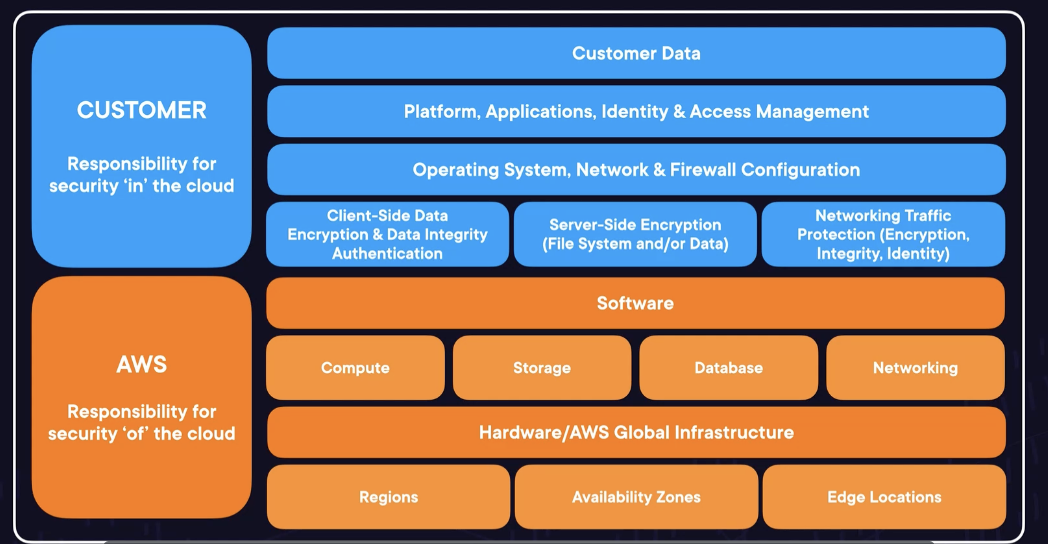 CUSTOMER
Responsibility for
security ‘in’ the cloud
Customer Data
Platform, Applications, Identity & Access Management
Operating System, Network & Firewall Configuration
Client-Side Data
Encryption & Data Integrity
Authentication
Server-Side Encryption
(File System and/or Data)
Networking Traffic
Protection (Encryption,
Integrity, Identity)
AWS
Responsibility for
security ‘of’ the cloud
Software
Compute
Storage
Database
Networking
Hardware/AWS Global Infrastructure
Regions
Availability Zones
Edge Locations